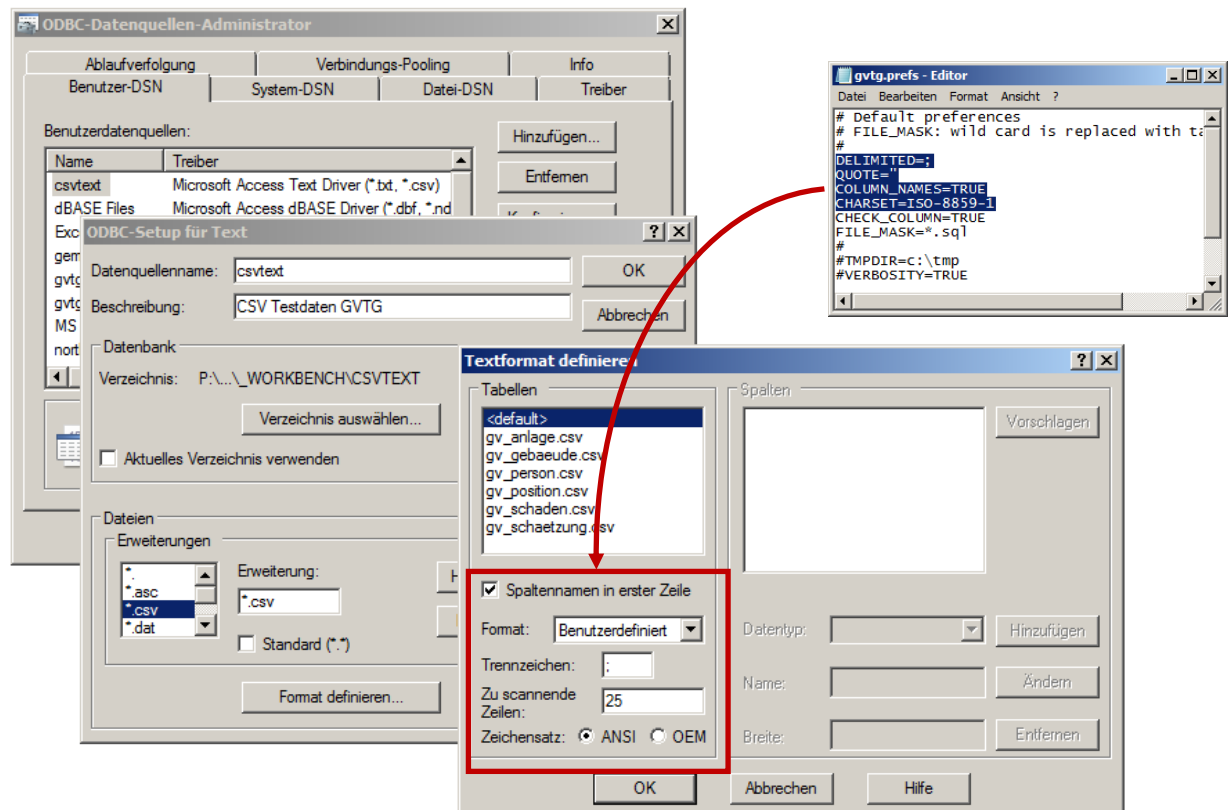 ODBC-Datenquellen-Administrator
Ablaufverfolgung Verbindungs-Pooling Info
Benutzer-DSN System-DSN Datei-DSN Treiber
Benutzerdatenquellen:
Name Treiber
csvtext Microsoft Access Text Driver (*.txt, *.csv)
dBASE Files Microsoft Access dBASE Driver (*.dbf, *.nd
Exc
gem
gvtg
gvtg
MS
nort
Hinzufügen...
Entfernen
ODBC-Setup für Text
Datenquellenname: csvtext
Beschreibung: CSV Testdaten GVTG
OK
Abbrechen
Datenbank
Verzeichnis: P:\...\_WORKBENCH\CSVTEXT
Verzeichnis auswählen...
Aktuelles Verzeichnis verwenden
Dateien
Erweiterungen
*.
*.asc
*.csv
*.dat
Erweiterung:
*.csv
Standard (*.*)
H
Format definieren...
gvtg.prefs - Editor
Datei Bearbeiten Format Ansicht ?
# Default preferences
# FILE_MASK: wild card is replaced with ta
#
DELIMITED=;
QUOTE="
COLUMN_NAMES=TRUE
CHARSET=ISO-8859-1
CHECK_COLUMN=TRUE
FILE_MASK=*.sql
#
#TMPDIR=c:\tmp
#VERBOSITY=TRUE
Textformat definieren
Tabellen
<default>
gv_anlage.csv
gv_gebaeude.csv
gv_person.csv
gv_position.csv
gv_schaden.csv
gv_schaetzung.csv
Spaltennamen in erster Zeile
Format: Benutzerdefiniert
Trennzeichen: ;
Zu scannende
Zeilen: 25
Zeichensatz: ANSI OEM
Spalten
Vorschlagen
Datentyp: Hinzufügen
Name: Ändern
Breite: Entfernen
OK Abbrechen Hilfe